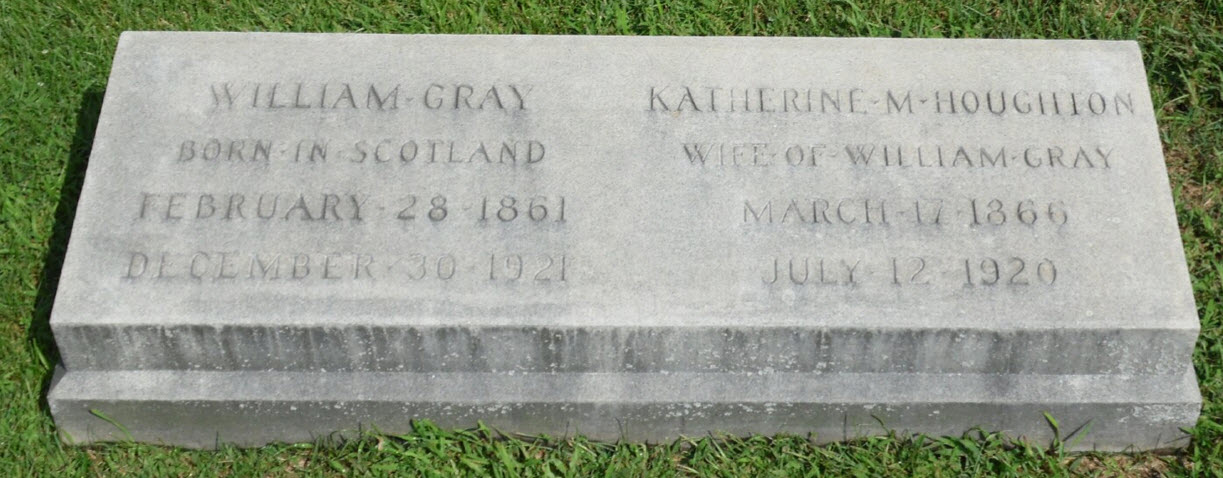 WILLIAM·GRAY
BORN·IN·SCOTLAND
FEBRUARY·28·1861
DECEMBER·30·1921
KATHERINE·M·HOUGHTON
WIFE·OF·WILLIAM·GRAY
MARCH·17·1866
JULY·12·1920